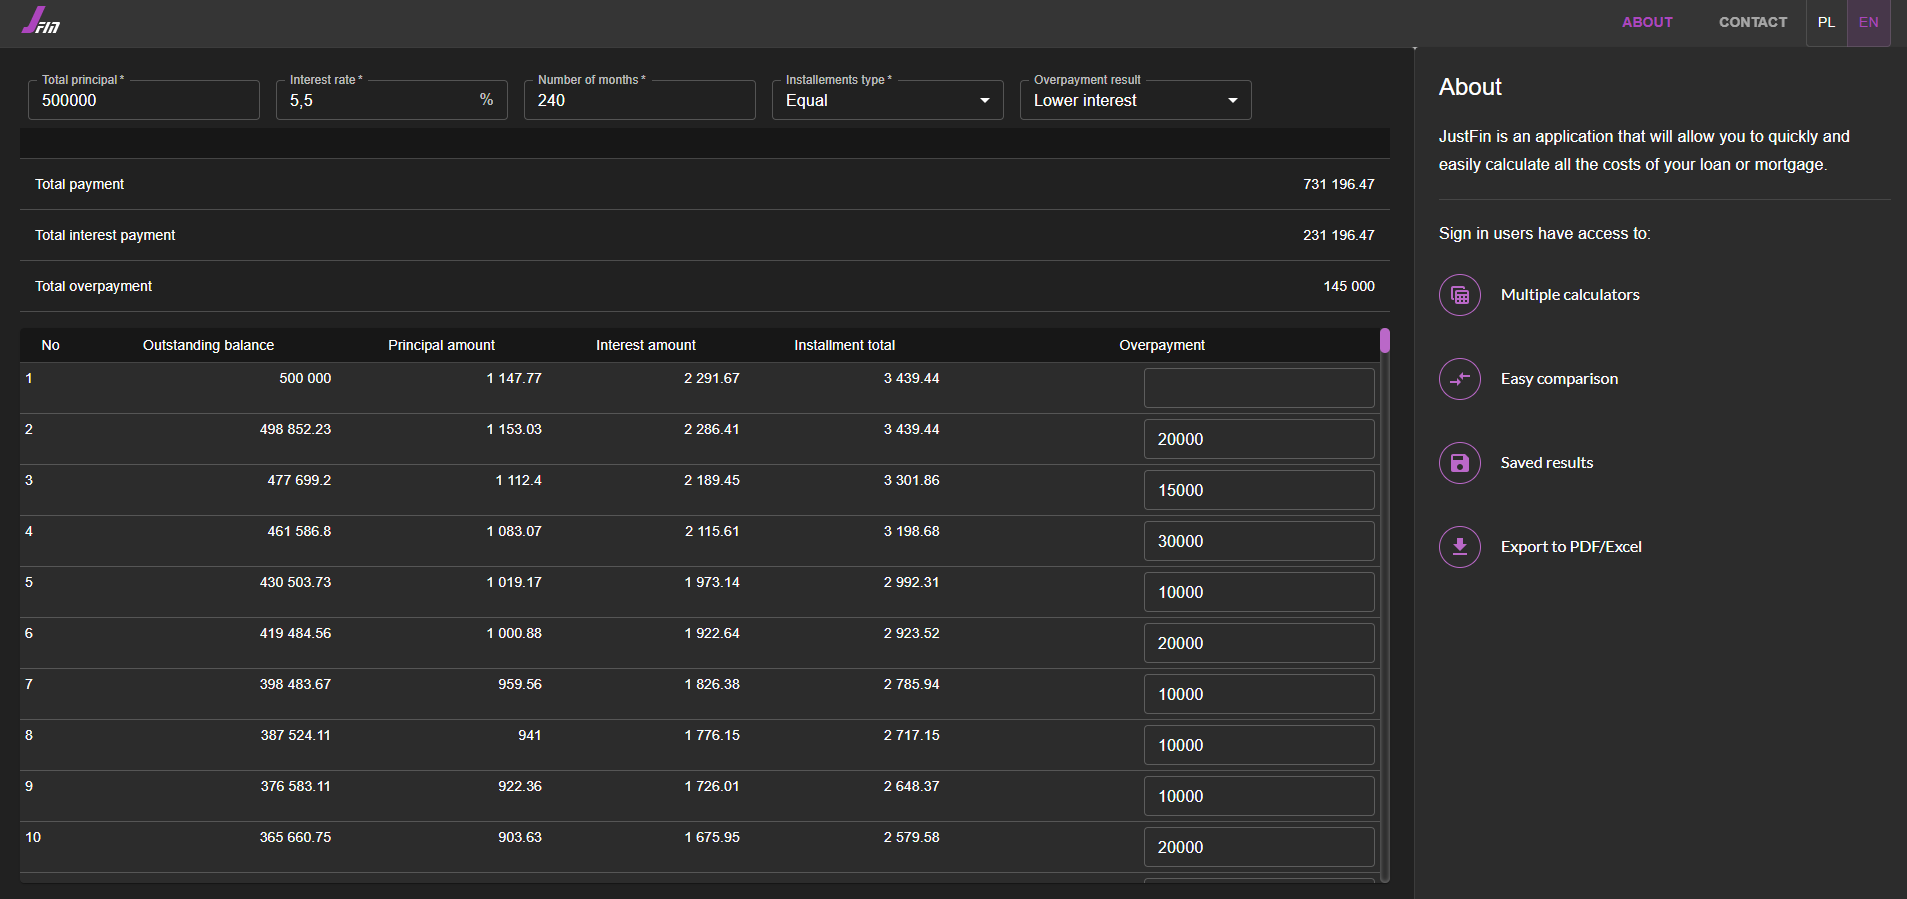 JFIN
ABOUT CONTACT PL EN
Total principal * Interest rate * Number of months * Installements type * Overpayment result
500000 5,5 % 240 Equal Lower interest
Total payment 731 196.47
Total interest payment 231 196.47
Total overpayment 145 000
No Outstanding balance Principal amount Interest amount Installment total Overpayment
1 500 000 1 147.77 2 291.67 3 439.44
2 498 852.23 1 153.03 2 286.41 3 439.44 20000
3 477 699.2 1 112.4 2 189.45 3 301.86 15000
4 461 586.8 1 083.07 2 115.61 3 198.68 30000
5 430 503.73 1 019.17 1 973.14 2 992.31 10000
6 419 484.56 1 000.88 1 922.64 2 923.52 20000
7 398 483.67 959.56 1 826.38 2 785.94 10000
8 387 524.11 941 1 776.15 2 717.15 10000
9 376 583.11 922.36 1 726.01 2 648.37 10000
10 365 660.75 903.63 1 675.95 2 579.58 20000
About
JustFin is an application that will allow you to quickly and
easily calculate all the costs of your loan or mortgage.
Sign in users have access to:
Multiple calculators
Easy comparison
Saved results
Export to PDF/Excel